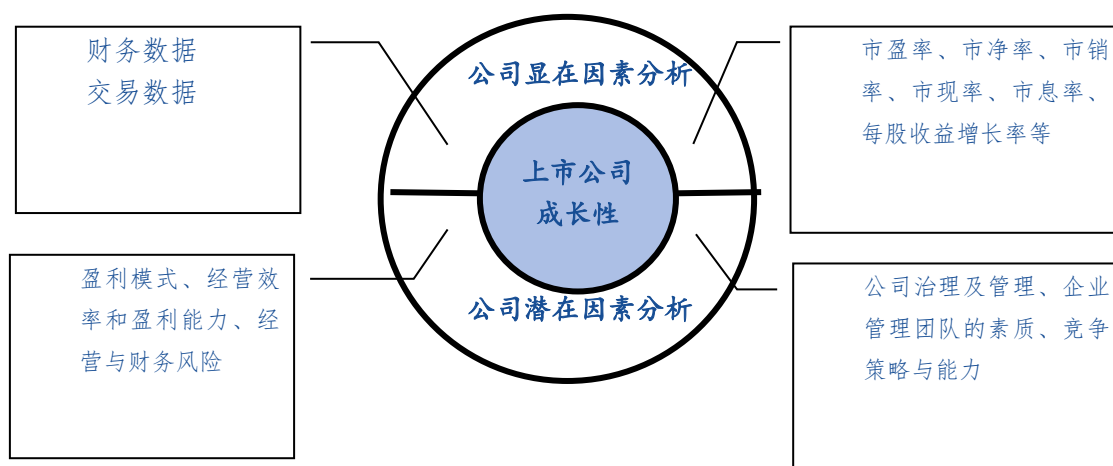 财务数据
交易数据
公司显在因素分析
市盈率、市净率、市销
率、市现率、市息率、
每股收益增长率等
上市公司
成长性
盈利模式、经营效
率和盈利能力、经
营与财务风险
公司潜在因素分析
公司治理及管理、企业
管理团队的素质、竞争
策略与能力